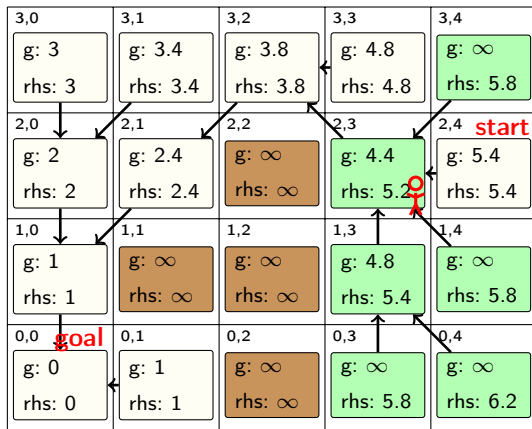 3,0 3,1 3,2 3,3 3,4
g: 3 g: 3.4 g: 3.8 g: 4.8 g: ∞
rhs: 3 rhs: 3.4 rhs: 3.8 rhs: 4.8 rhs: 5.8
2,0 2,1 2,2 2,3 2,4 start
g: 2 g: 2.4 g: ∞ g: 4.4 g: 5.4
rhs: 2 rhs: 2.4 rhs: ∞ rhs: 5.2 rhs: 5.4
1,0 1,1 1,2 1,3 1,4
g: 1 g: ∞ g: ∞ g: 4.8 g: ∞
rhs: 1 rhs: ∞ rhs: ∞ rhs: 5.4 rhs: 5.8
0,0 goal 0,1 0,2 0,3 0,4
g: 0 g: 1 g: ∞ g: ∞ g: ∞
rhs: 0 rhs: 1 rhs: ∞ rhs: 5.8 rhs: 6.2